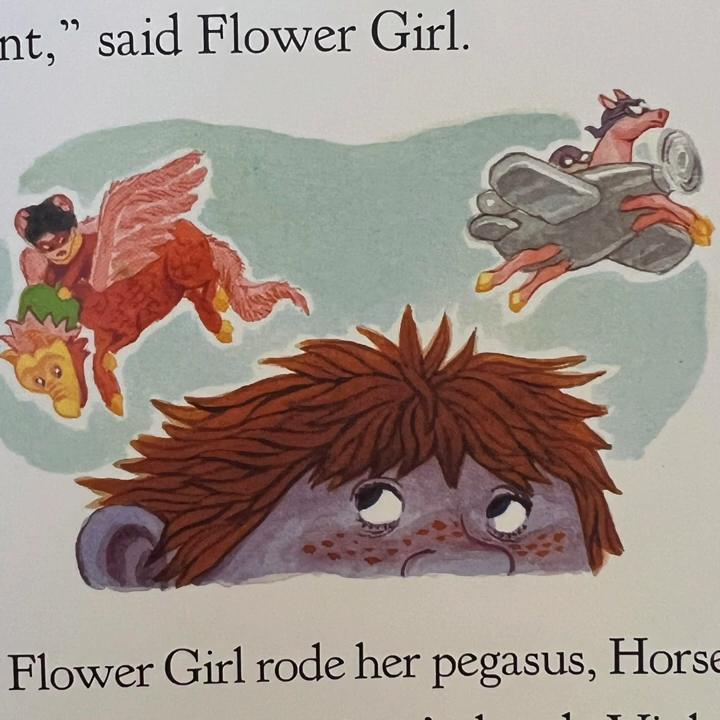 nt,” said Flower Girl.
Flower Girl rode her pegasus, Horse